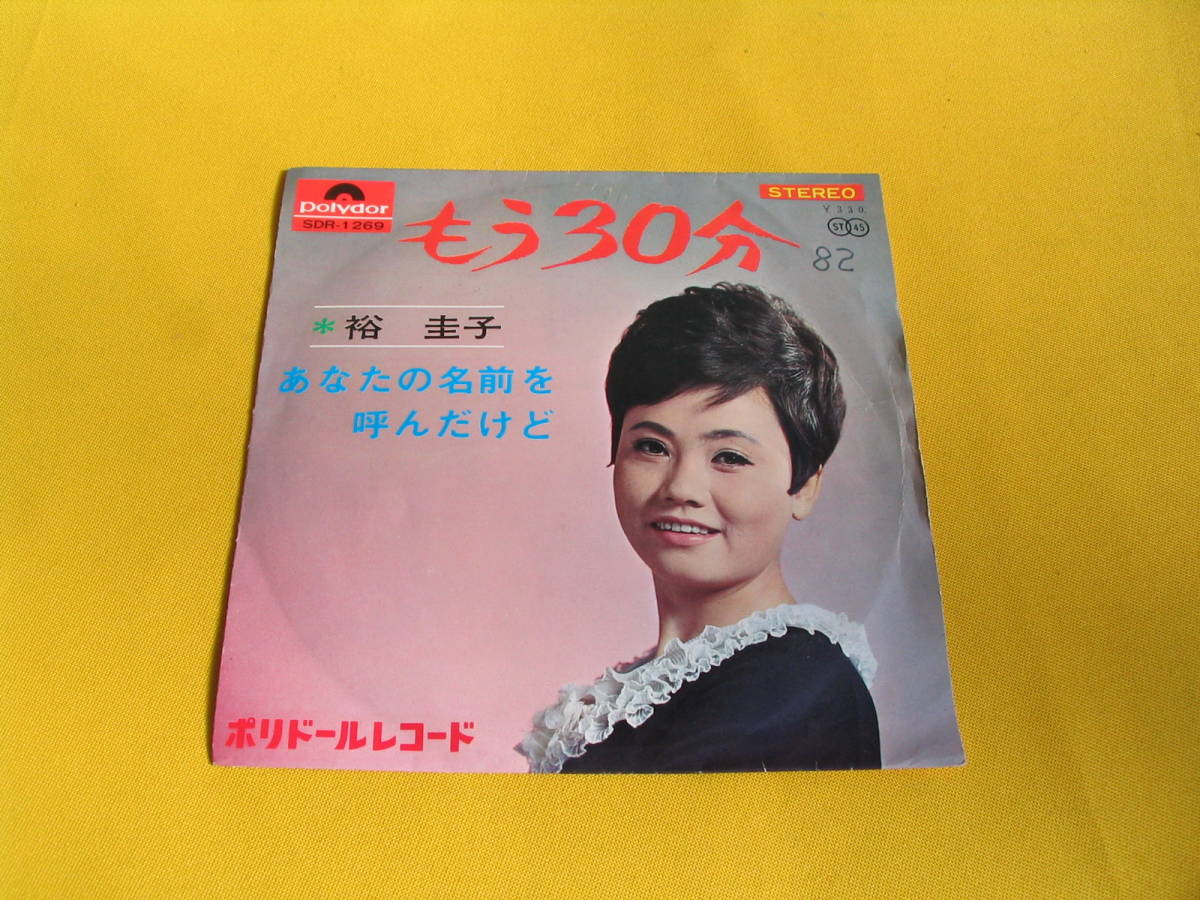 polydor
SDR-1269
STEREO
¥330.
ST 45
82
もう30分
*裕 圭子
あなたの名前を
呼んだけど
ポリドールレコード